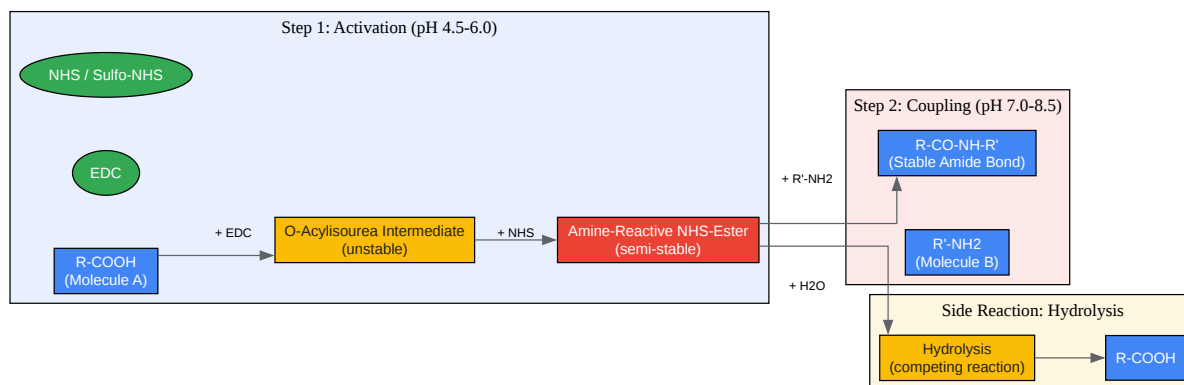 Step 1: Activation (pH 4.5-6.0)
NHS / Sulfo-NHS
EDC
R-COOH
(Molecule A)
+ EDC
O-Acylisourea Intermediate
(unstable)
+ NHS
Amine-Reactive NHS-Ester
(semi-stable)
+ R'-NH2
+ H2O
Step 2: Coupling (pH 7.0-8.5)
R-CO-NH-R'
(Stable Amide Bond)
R'-NH2
(Molecule B)
Side Reaction: Hydrolysis
Hydrolysis
(competing reaction)
R-COOH